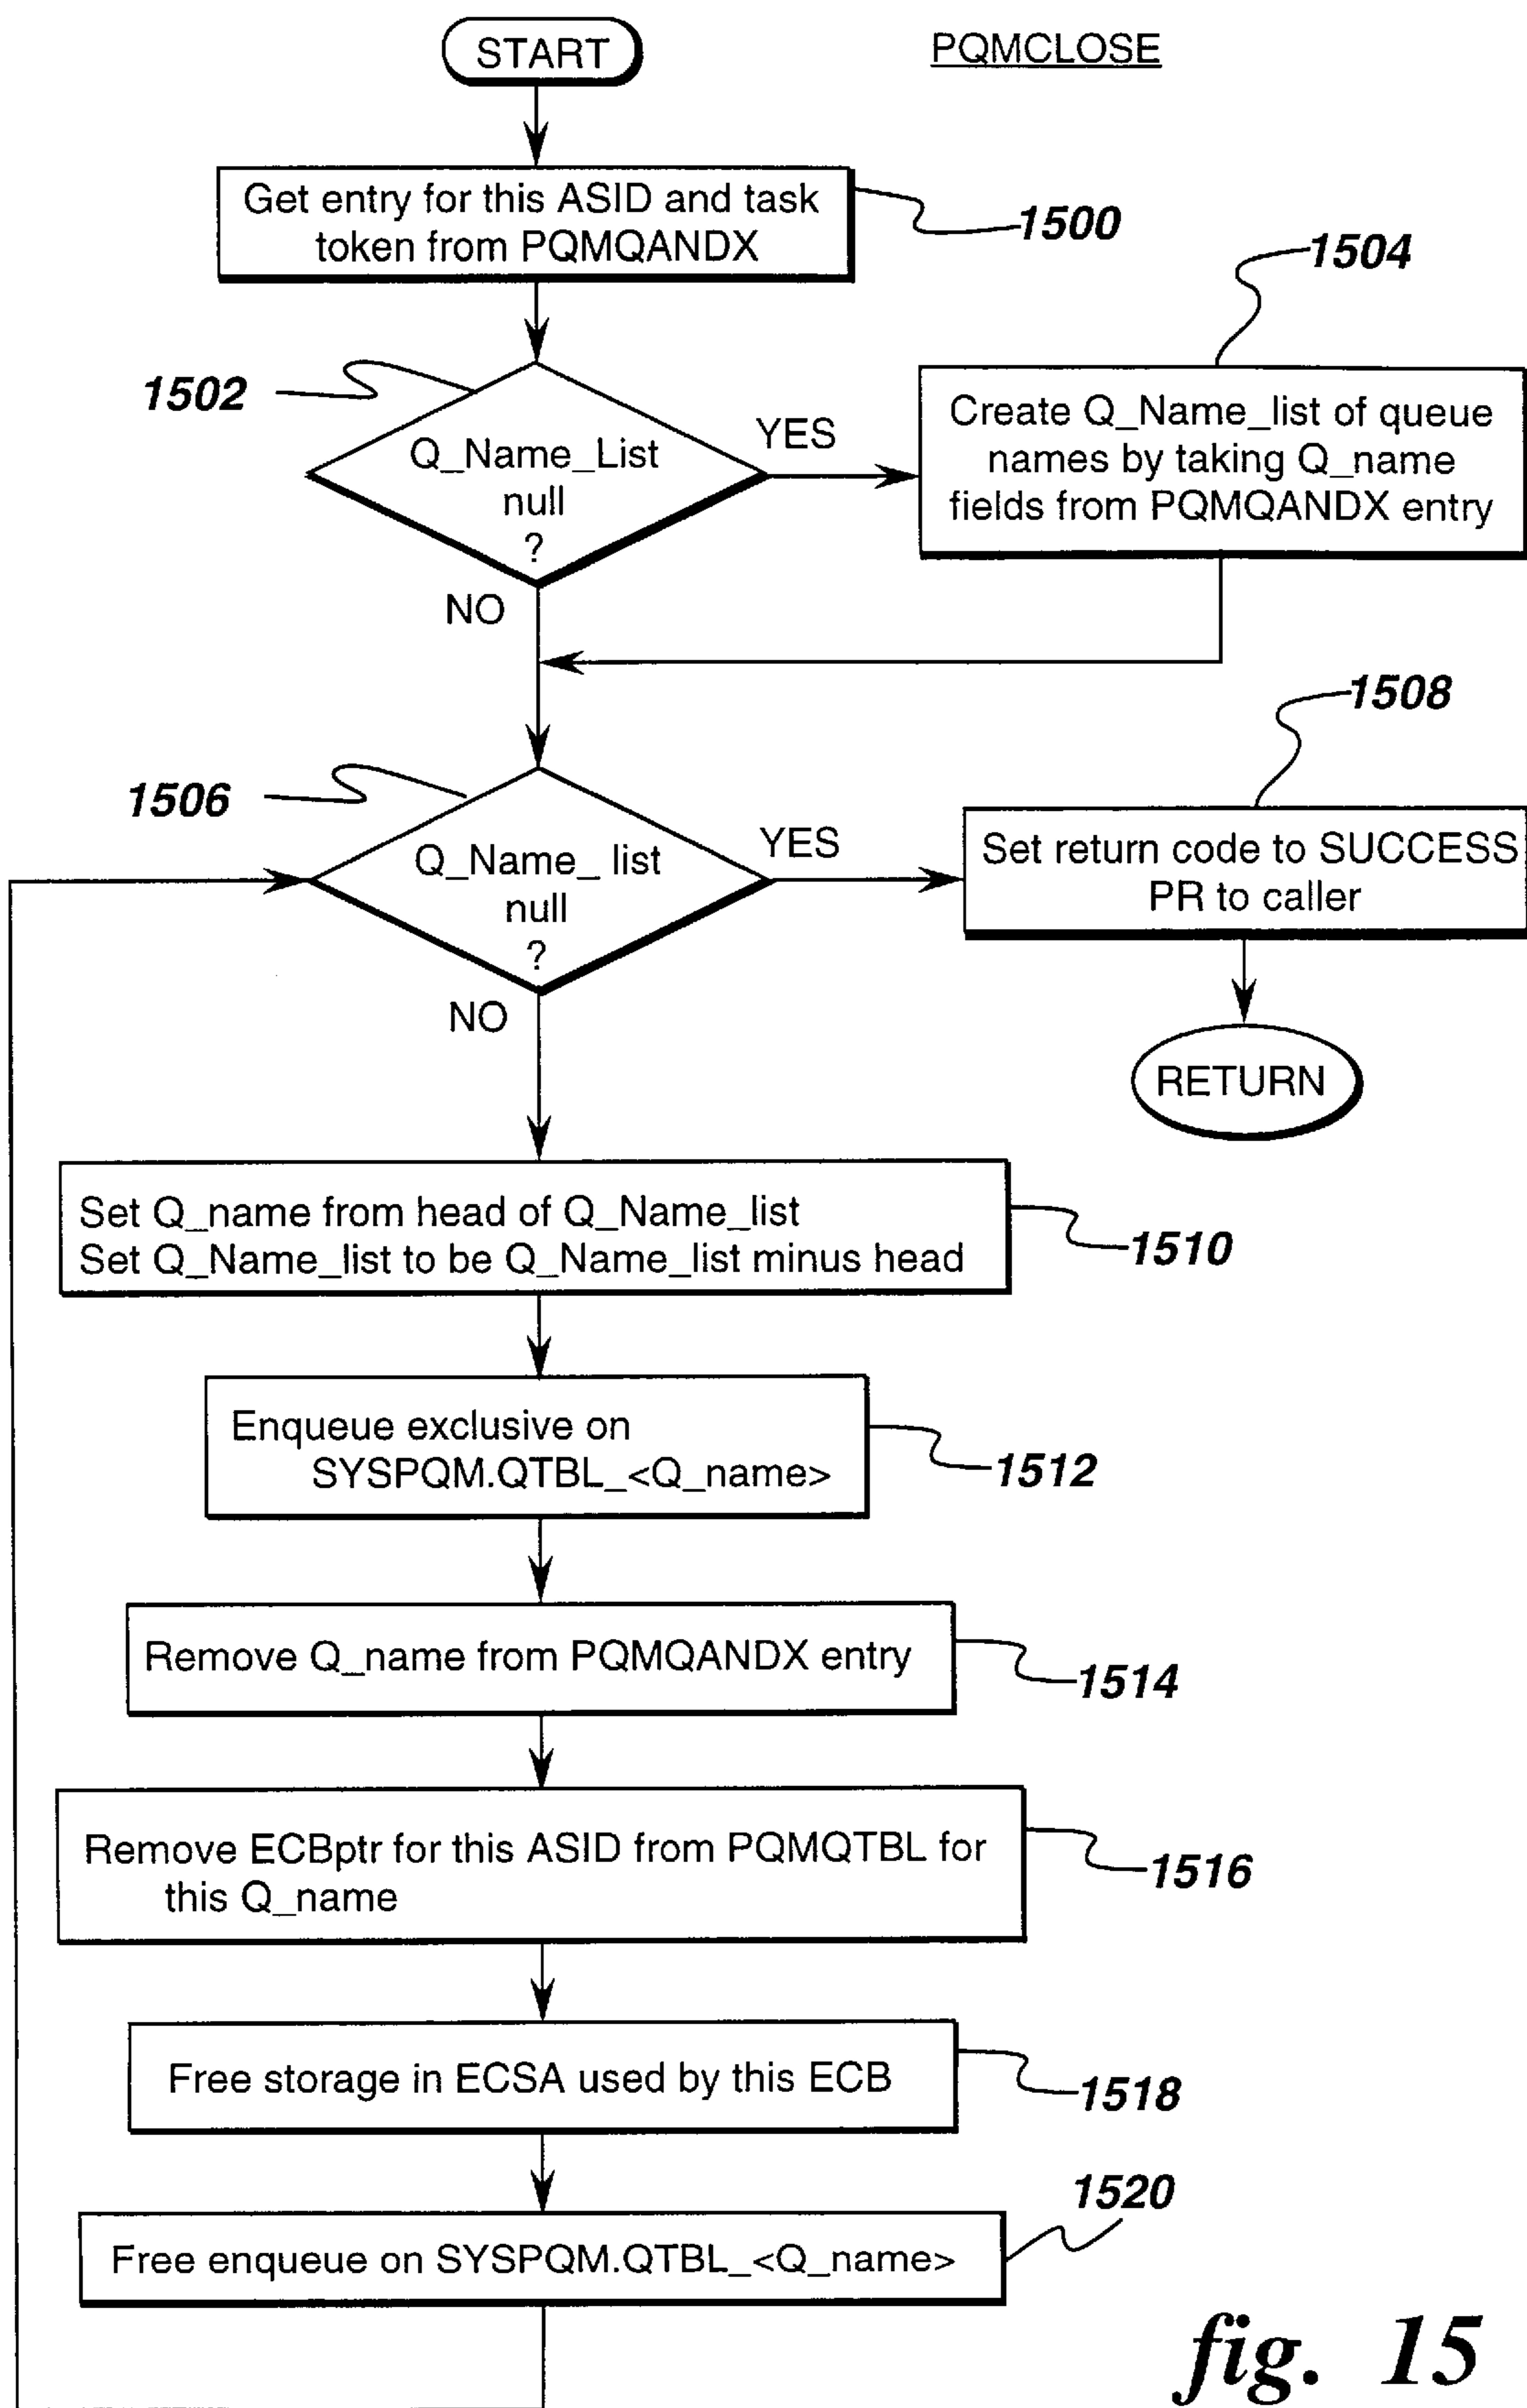 START
PQMCLOSE
Get entry for this ASID and task
token from PQMQANDX
1500
1504
1502
Q_Name_List
null
?
YES
Create Q_Name_list of queue
names by taking Q_name
fields from PQMQANDX entry
NO
1508
1506
Q_Name_ list
null
?
YES
Set return code to SUCCESS
PR to caller
NO
RETURN
Set Q_name from head of Q_Name_list
Set Q_Name_list to be Q_Name_list minus head
1510
Enqueue exclusive on
SYSPQM.QTBL_<Q_name>
1512
Remove Q_name from PQMQANDX entry
1514
Remove ECBptr for this ASID from PQMQTBL for
this Q_name
1516
Free storage in ECSA used by this ECB
1518
1520
Free enqueue on SYSPQM.QTBL_<Q_name>
fig. 15